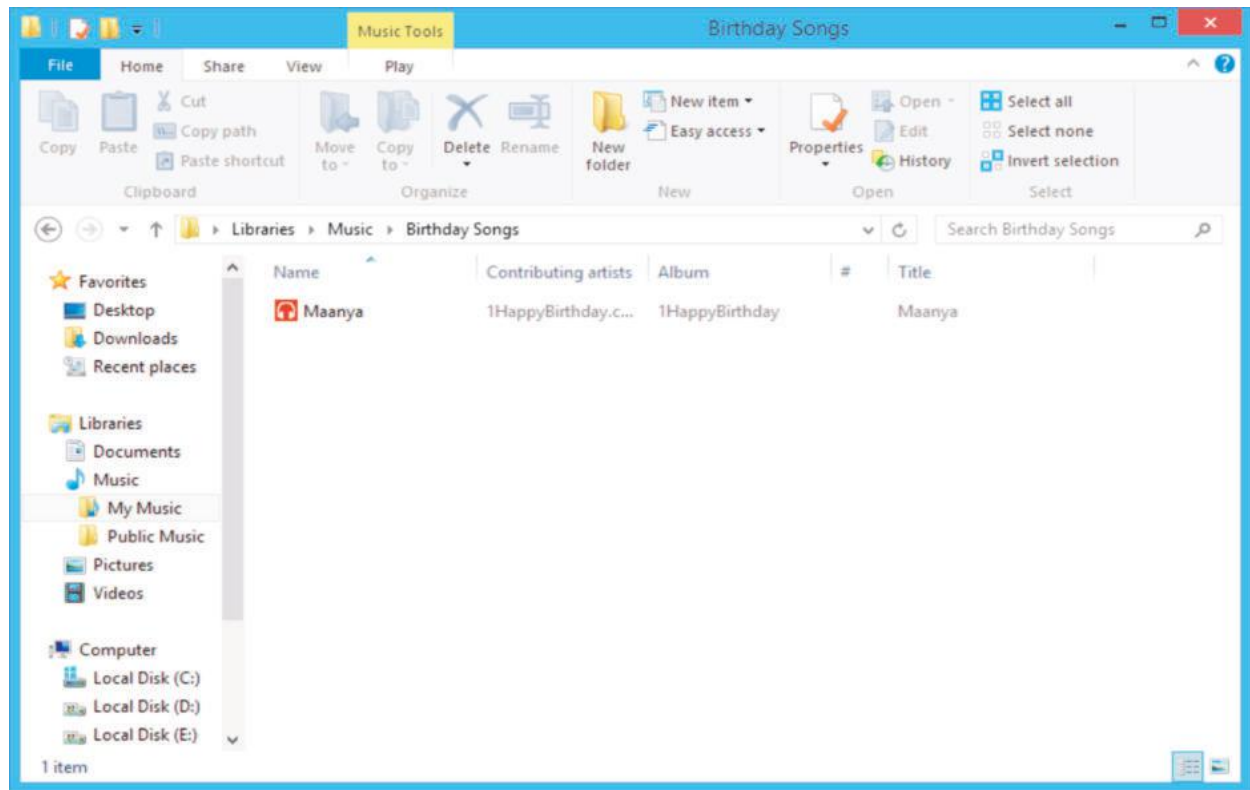 Music Tools
Birthday Songs
File Home Share View Play
Copy
Paste
Cut
Copy path
Paste shortcut
Clipboard
Move to
Copy to
Delete
Rename
Organize
New folder
New item
Easy access
New
Properties
Open
Edit
History
Open
Select all
Select none
Invert selection
Select
Libraries Music Birthday Songs
Search Birthday Songs
Favorites
Desktop
Downloads
Recent places
Libraries
Documents
Music
My Music
Public Music
Pictures
Videos
Computer
Local Disk (C:)
Local Disk (D:)
Local Disk (E:)
Name Contributing artists Album # Title
Maanya 1HappyBirthday.c... 1HappyBirthday Maanya
1 item